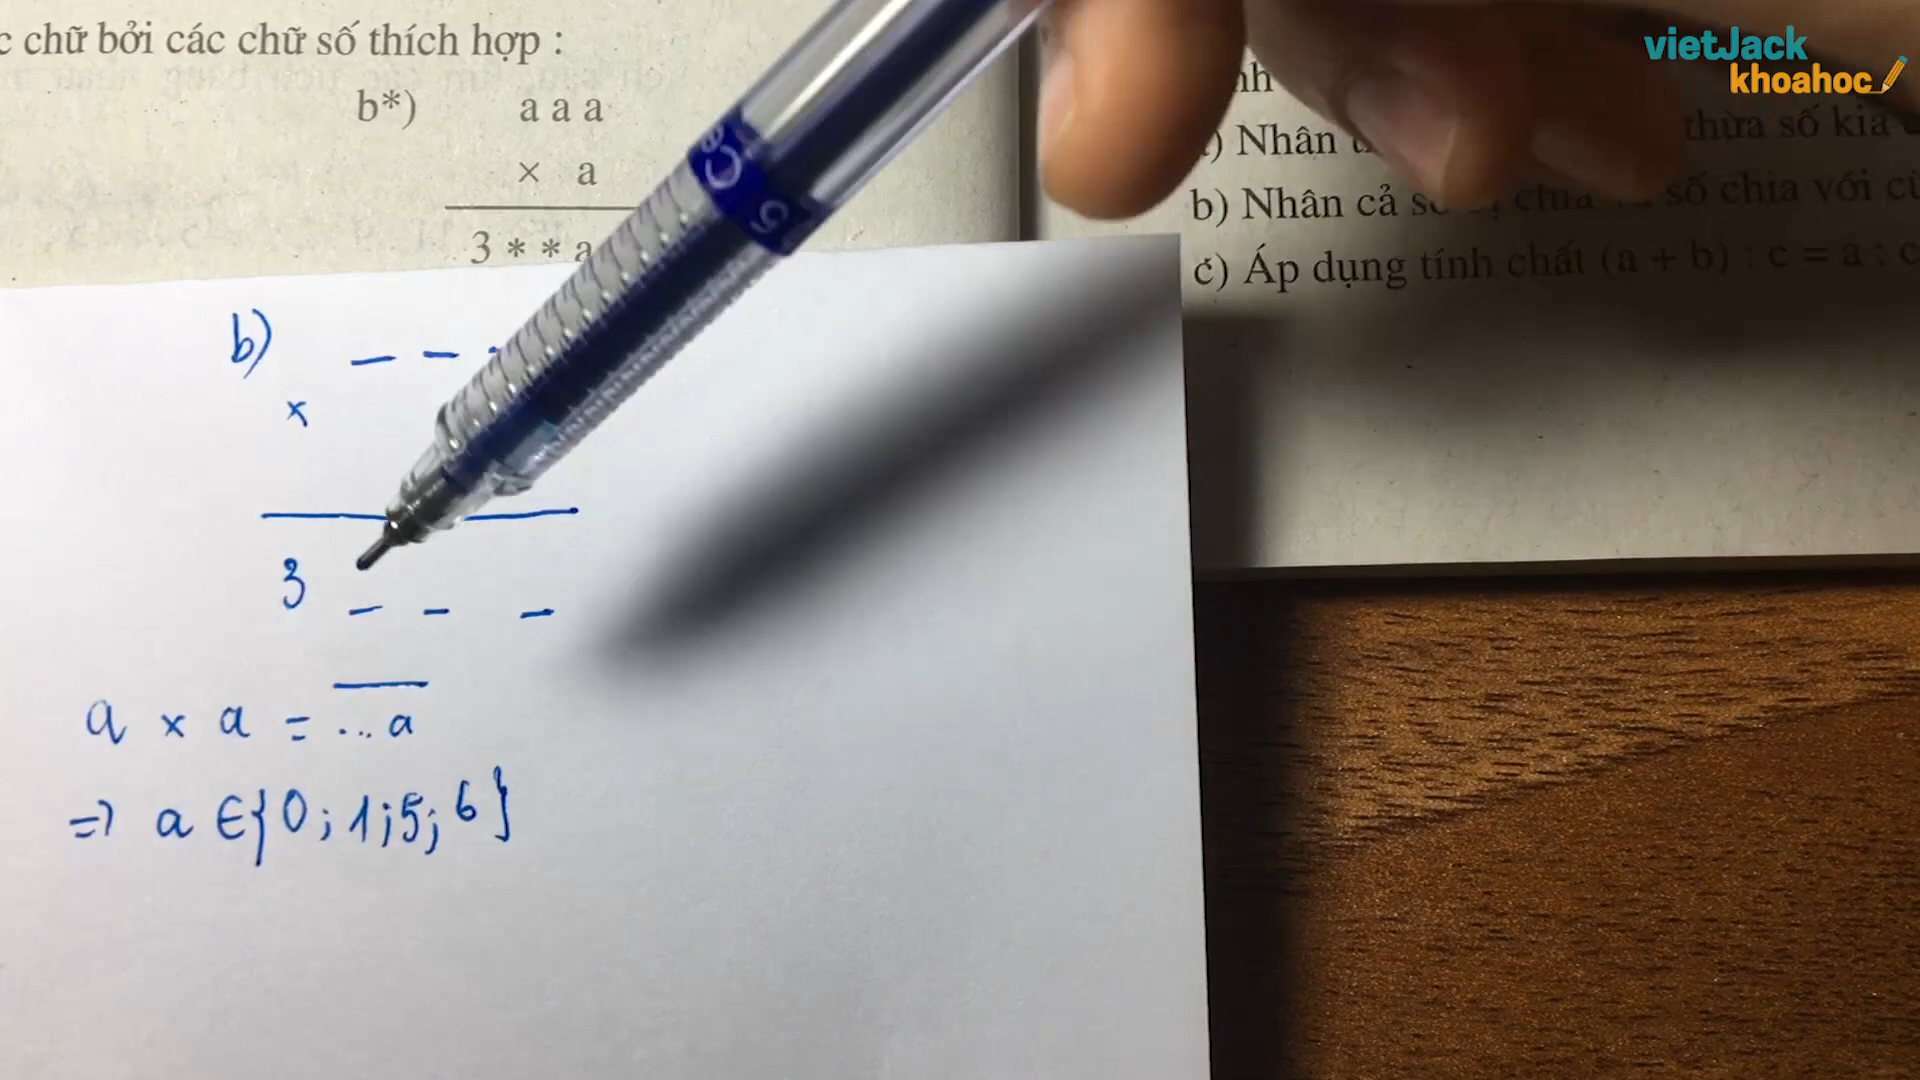 vietJack
khoahoc
chữ bởi các chữ số thích hợp :
b*) a a a
× a
3 * * a
Nhân
thừa số kia
b) Nhân cả số chia với
c) Áp dụng tính chất (a + b) : c = a : c
b)
×
3
a × a = ...a
=> a ∈ {0; 1; 5; 6}